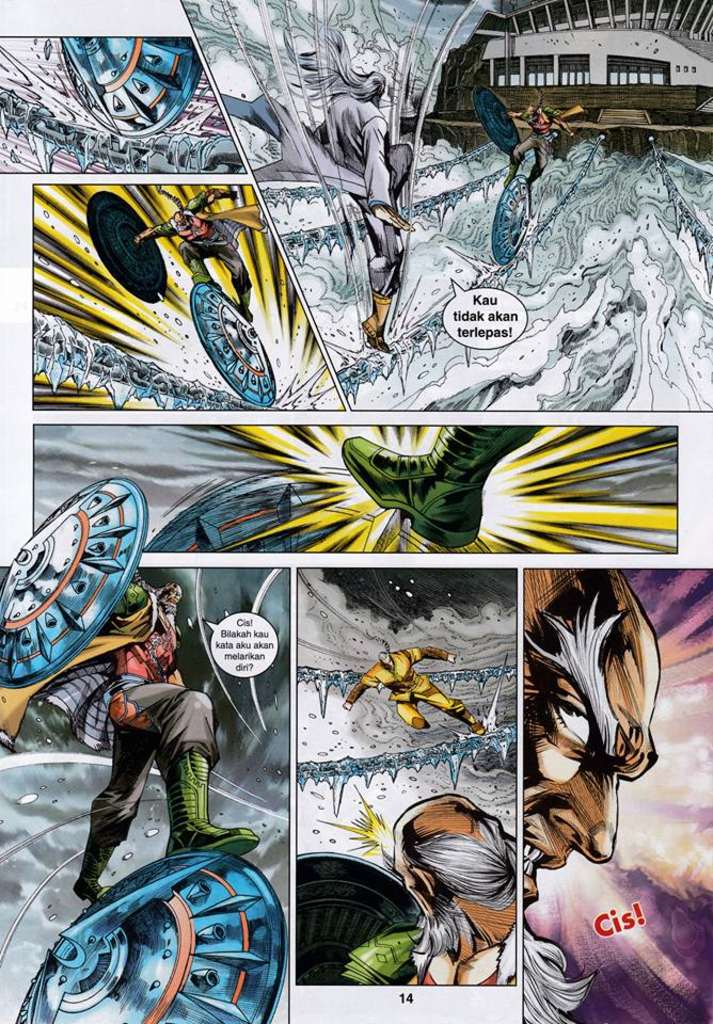 Kau
tidak akan
terlepas!
Cis!
Bilakah kau
kata aku akan
melarikan
diri?
Cis!
14